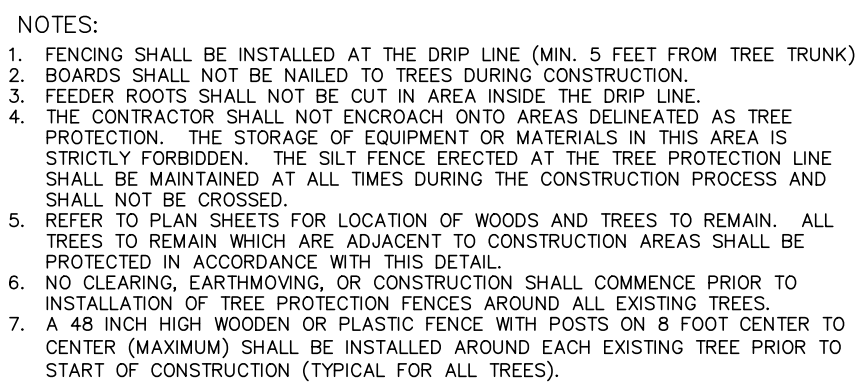 NOTES:
1. FENCING SHALL BE INSTALLED AT THE DRIP LINE (MIN. 5 FEET FROM TREE TRUNK)
2. BOARDS SHALL NOT BE NAILED TO TREES DURING CONSTRUCTION.
3. FEEDER ROOTS SHALL NOT BE CUT IN AREA INSIDE THE DRIP LINE.
4. THE CONTRACTOR SHALL NOT ENCROACH ONTO AREAS DELINEATED AS TREE
PROTECTION. THE STORAGE OF EQUIPMENT OR MATERIALS IN THIS AREA IS
STRICTLY FORBIDDEN. THE SILT FENCE ERECTED AT THE TREE PROTECTION LINE
SHALL BE MAINTAINED AT ALL TIMES DURING THE CONSTRUCTION PROCESS AND
SHALL NOT BE CROSSED.
5. REFER TO PLAN SHEETS FOR LOCATION OF WOODS AND TREES TO REMAIN. ALL
TREES TO REMAIN WHICH ARE ADJACENT TO CONSTRUCTION AREAS SHALL BE
PROTECTED IN ACCORDANCE WITH THIS DETAIL.
6. NO CLEARING, EARTHMOVING, OR CONSTRUCTION SHALL COMMENCE PRIOR TO
INSTALLATION OF TREE PROTECTION FENCES AROUND ALL EXISTING TREES.
7. A 48 INCH HIGH WOODEN OR PLASTIC FENCE WITH POSTS ON 8 FOOT CENTER TO
CENTER (MAXIMUM) SHALL BE INSTALLED AROUND EACH EXISTING TREE PRIOR TO
START OF CONSTRUCTION (TYPICAL FOR ALL TREES).